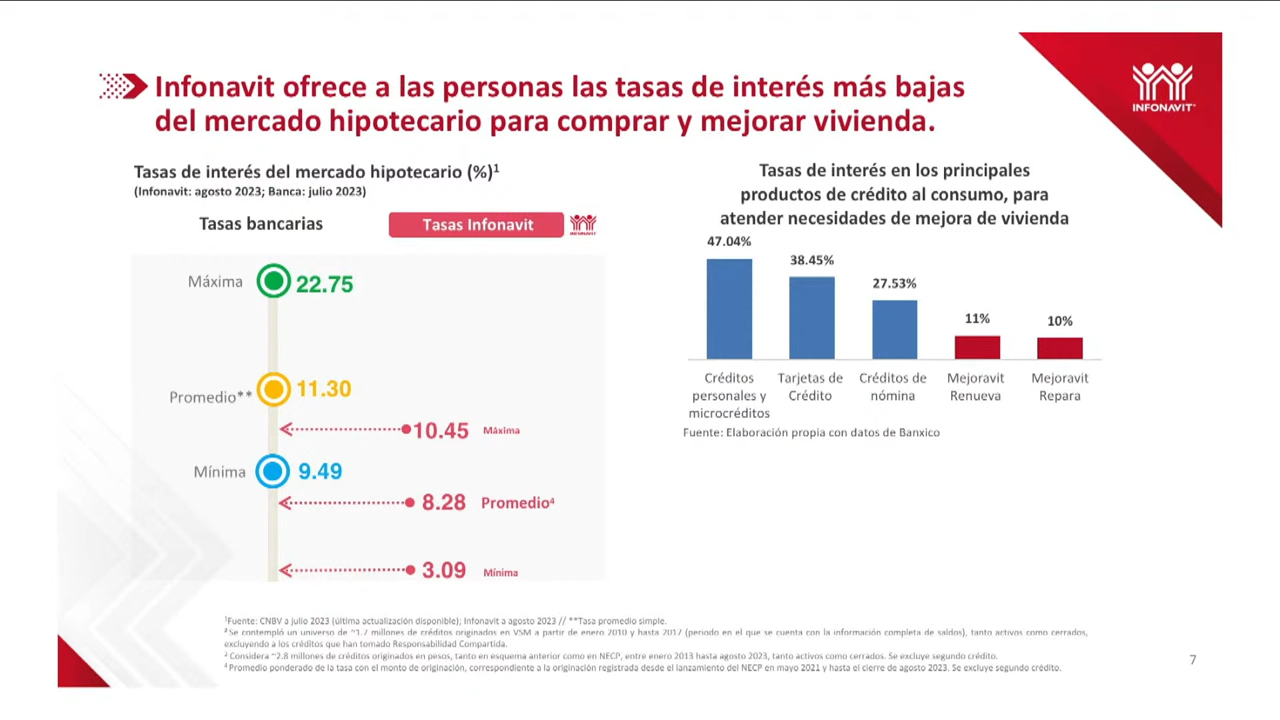 Infonavit ofrece a las personas las tasas de interés más bajas
del mercado hipotecario para comprar y mejorar vivienda.
INFONAVIT
Tasas de interés del mercado hipotecario (%)¹
(Infonavit: agosto 2023; Banca: julio 2023)
Tasas bancarias
Tasas Infonavit
Máxima 22.75
Promedio** 11.30
10.45 Máxima
Mínima 9.49
8.28 Promedio⁴
3.09 Mínima
Tasas de interés en los principales
productos de crédito al consumo, para
atender necesidades de mejora de vivienda
47.04%
38.45%
27.53%
11%
10%
Créditos
personales y
microcréditos
Tarjetas de
Crédito
Créditos de
nómina
Mejoravit
Renueva
Mejoravit
Repara
Fuente: Elaboración propia con datos de Banxico
¹Fuente: CNBV a julio 2023 (última actualización disponible); Infonavit a agosto 2023 // **Tasa promedio simple.
²Se contempló un universo de ~1.7 millones de créditos originados en VSM a partir de enero 2010 y hasta 2017 (periodo en el que se cuenta con la información completa de saldos), tanto activos como cerrados,
excluyendo a los créditos que han tomado Responsabilidad Compartida.
Considera ~2.8 millones de créditos originados en pesos, tanto en esquema anterior como en NECP, entre enero 2013 hasta agosto 2023, tanto activos como cerrados. Se excluye segundo crédito.
⁴Promedio ponderado de la tasa con el monto de originación, correspondiente a la originación registrada desde el lanzamiento del NECP en mayo 2021 y hasta el cierre de agosto 2023. Se excluye segundo crédito.
7